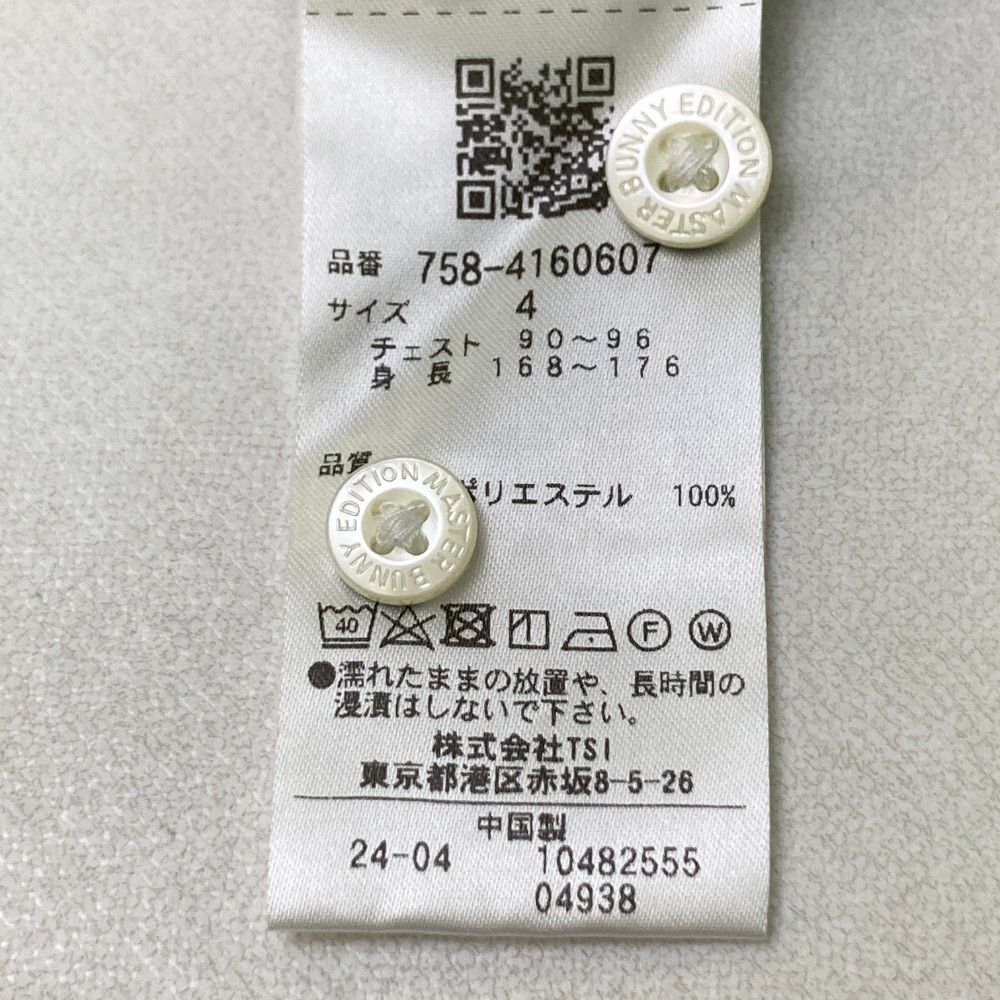 MASTER BUNNY EDITION
品番 758-4160607
サイズ 4
チェスト 90～96
身長 168～176
品質
MASTER BUNNY EDITION
ポリエステル 100%
40 F W
●濡れたままの放置や、長時間の
浸漬はしないで下さい。
株式会社TSI
東京都港区赤坂8-5-26
中国製
24-04 10482555
04938